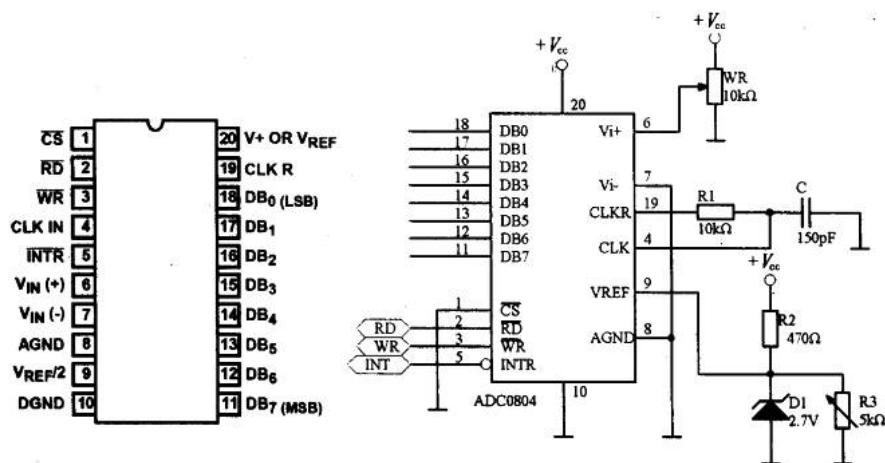 CS 1
RD 2
WR 3
CLK IN 4
INTR 5
VIN (+) 6
VIN (-) 7
AGND 8
VREF/2 9
DGND 10
20 V+ OR VREF
19 CLK R
18 DB0 (LSB)
17 DB1
16 DB2
15 DB3
14 DB4
13 DB5
12 DB6
11 DB7 (MSB)
+Vcc
20
18 DB0
17 DB1
16 DB2
15 DB3
14 DB4
13 DB5
12 DB6
11 DB7
1 CS
RD 2 RD
WR 3 WR
INT 5 INTR
ADC0804
10
Vi+ 6
Vi- 7
CLKR 19
CLK 4
VREF 9
AGND 8
+Vcc
WR
10kΩ
R1
10kΩ
C
150pF
+Vcc
R2
470Ω
D1
2.7V
R3
5kΩ